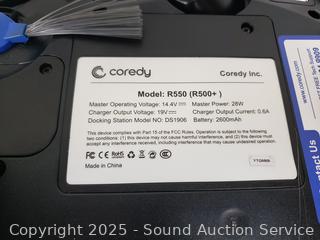 coredy
Coredy Inc.
Model: R550 (R500+ )
Master Operating Voltage: 14.4V⎓ Master Power: 28W
Charger Output Voltage: 19V⎓ Charger Output Current: 0.6A
Docking Station Model NO: DS1906 Battery: 2600mAh
This device complies with Part 15 of the FCC Rules. Operation is subject to the following
two conditions: (1) this device may not cause harmful interference, and (2) this device must
accept any interference received, including interference that may cause undesired operation.
CE RoHS FC
Made in China
Copyright 2025 - Sound Auction Service